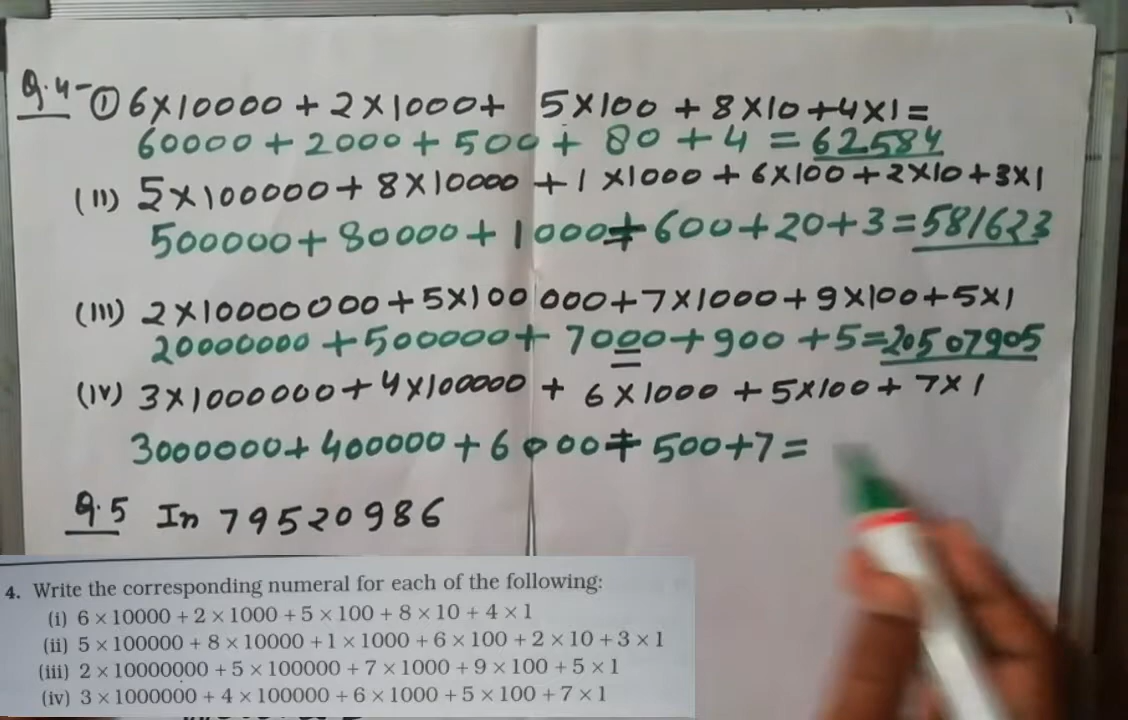 Q.4- (i) 6×10000 + 2×1000 + 5×100 + 8×10 + 4×1 =
60000 + 2000 + 500 + 80 + 4 = 62584
(II) 5×100000 + 8×10000 + 1×1000 + 6×100 + 2×10 + 3×1
500000 + 80000 + 1000 + 600 + 20 + 3 = 581623
(III) 2×10000000 + 5×100000 + 7×1000 + 9×100 + 5×1
20000000 + 500000 + 7000 + 900 + 5 = 20507905
(IV) 3×1000000 + 4×100000 + 6×1000 + 5×100 + 7×1
3000000 + 400000 + 6000 + 500 + 7 =
Q.5 In 79520986
4. Write the corresponding numeral for each of the following:
(i) 6 × 10000 + 2 × 1000 + 5 × 100 + 8 × 10 + 4 × 1
(ii) 5 × 100000 + 8 × 10000 + 1 × 1000 + 6 × 100 + 2 × 10 + 3 × 1
(iii) 2 × 10000000 + 5 × 100000 + 7 × 1000 + 9 × 100 + 5 × 1
(iv) 3 × 1000000 + 4 × 100000 + 6 × 1000 + 5 × 100 + 7 × 1